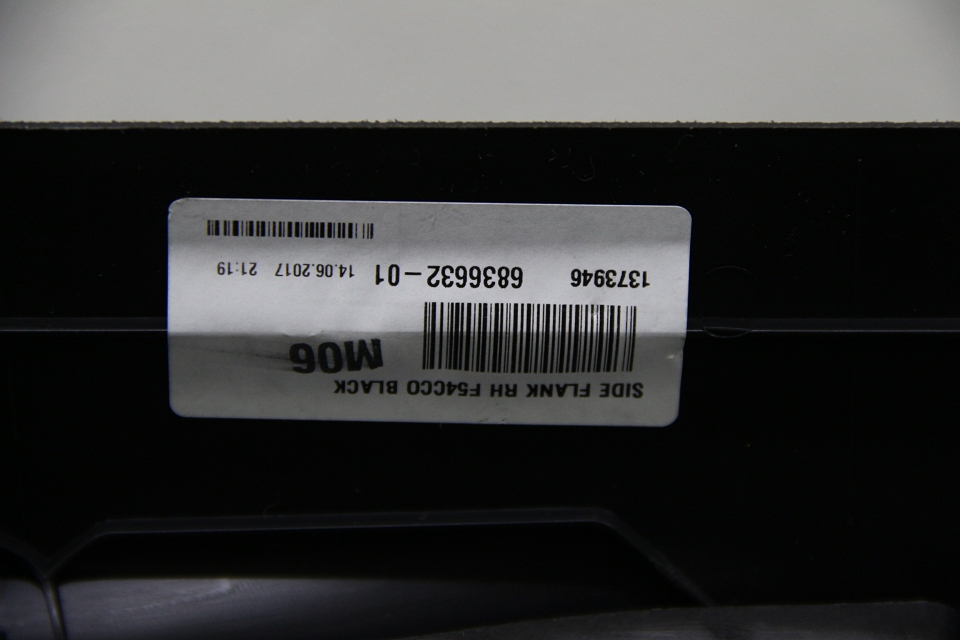 SIDE FLANK RH F54CCO BLACK
M06
1373946 6836632-01 14.06.2017 21:19